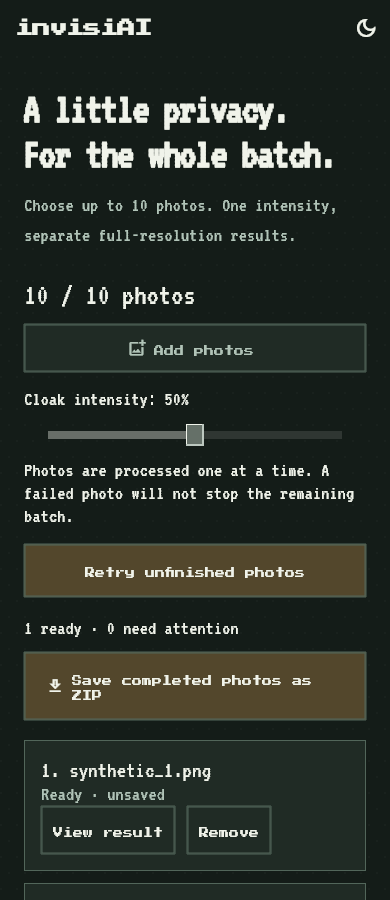 invisiAI
A little privacy.
For the whole batch.
Choose up to 10 photos. One intensity,
separate full-resolution results.
10 / 10 photos
Add photos
Cloak intensity: 50%
Photos are processed one at a time. A
failed photo will not stop the remaining
batch.
Retry unfinished photos
1 ready · 0 need attention
Save completed photos as
ZIP
1. synthetic_1.png
Ready · unsaved
View result
Remove